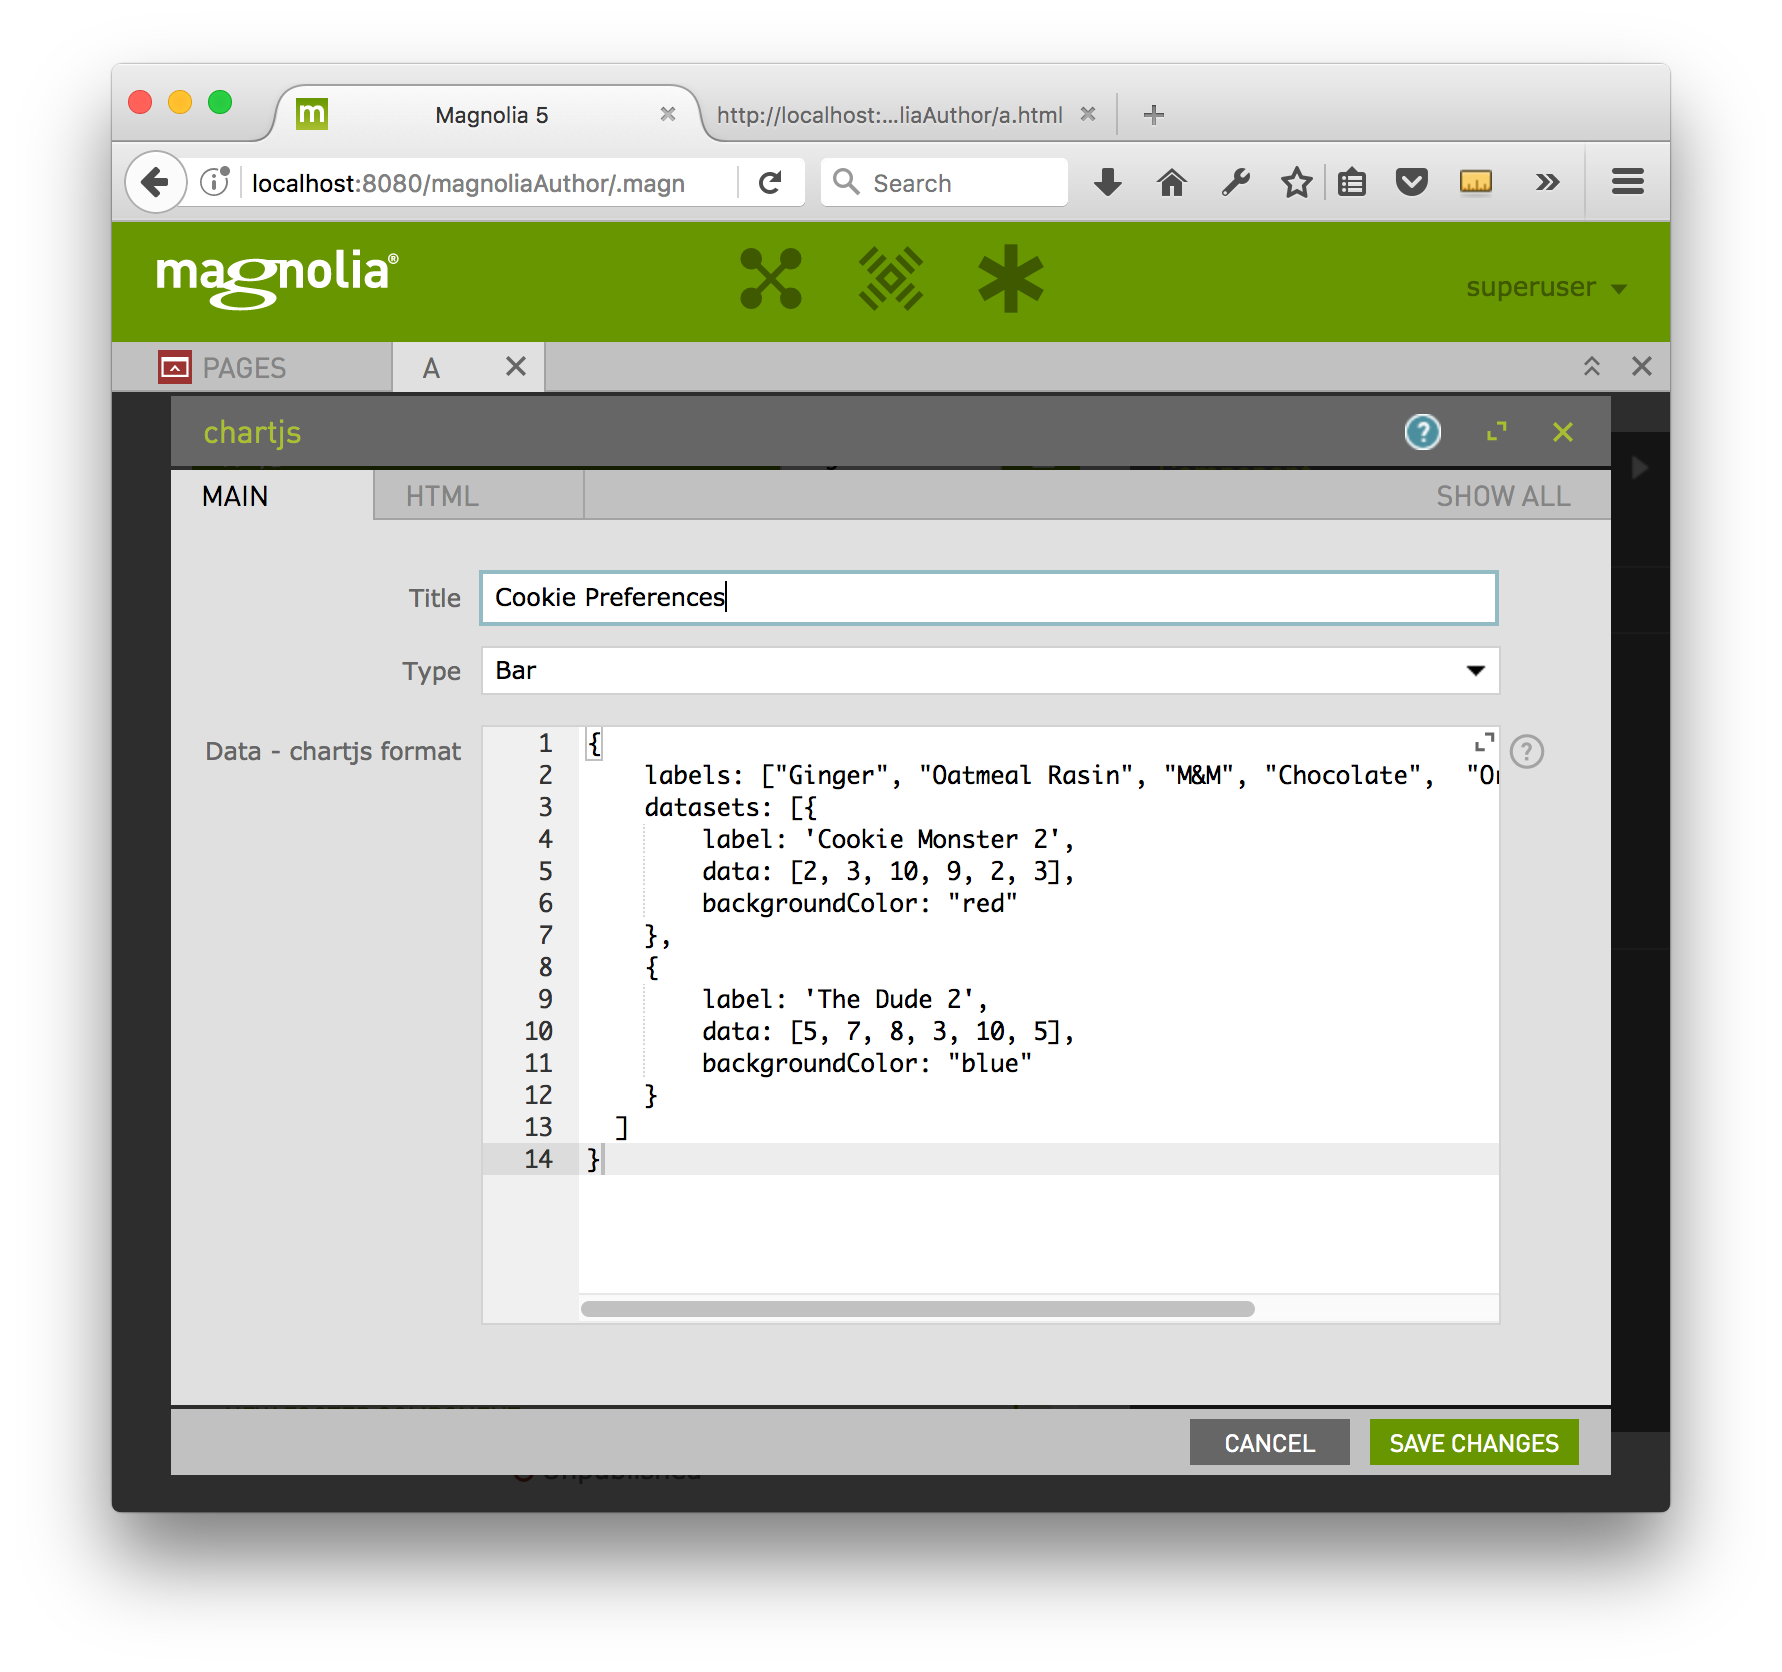 m Magnolia 5
http://localhost:...liaAuthor/a.html
localhost:8080/magnoliaAuthor/.magn
Search
magnolia®
superuser
PAGES
A
chartjs
MAIN
HTML
SHOW ALL
Title
Cookie Preferences
Type
Bar
Data - chartjs format
1 {
2 labels: ["Ginger", "Oatmeal Rasin", "M&M", "Chocolate", "Or
3 datasets: [{
4 label: 'Cookie Monster 2',
5 data: [2, 3, 10, 9, 2, 3],
6 backgroundColor: "red"
7 },
8 {
9 label: 'The Dude 2',
10 data: [5, 7, 8, 3, 10, 5],
11 backgroundColor: "blue"
12 }
13 ]
14 }
CANCEL
SAVE CHANGES